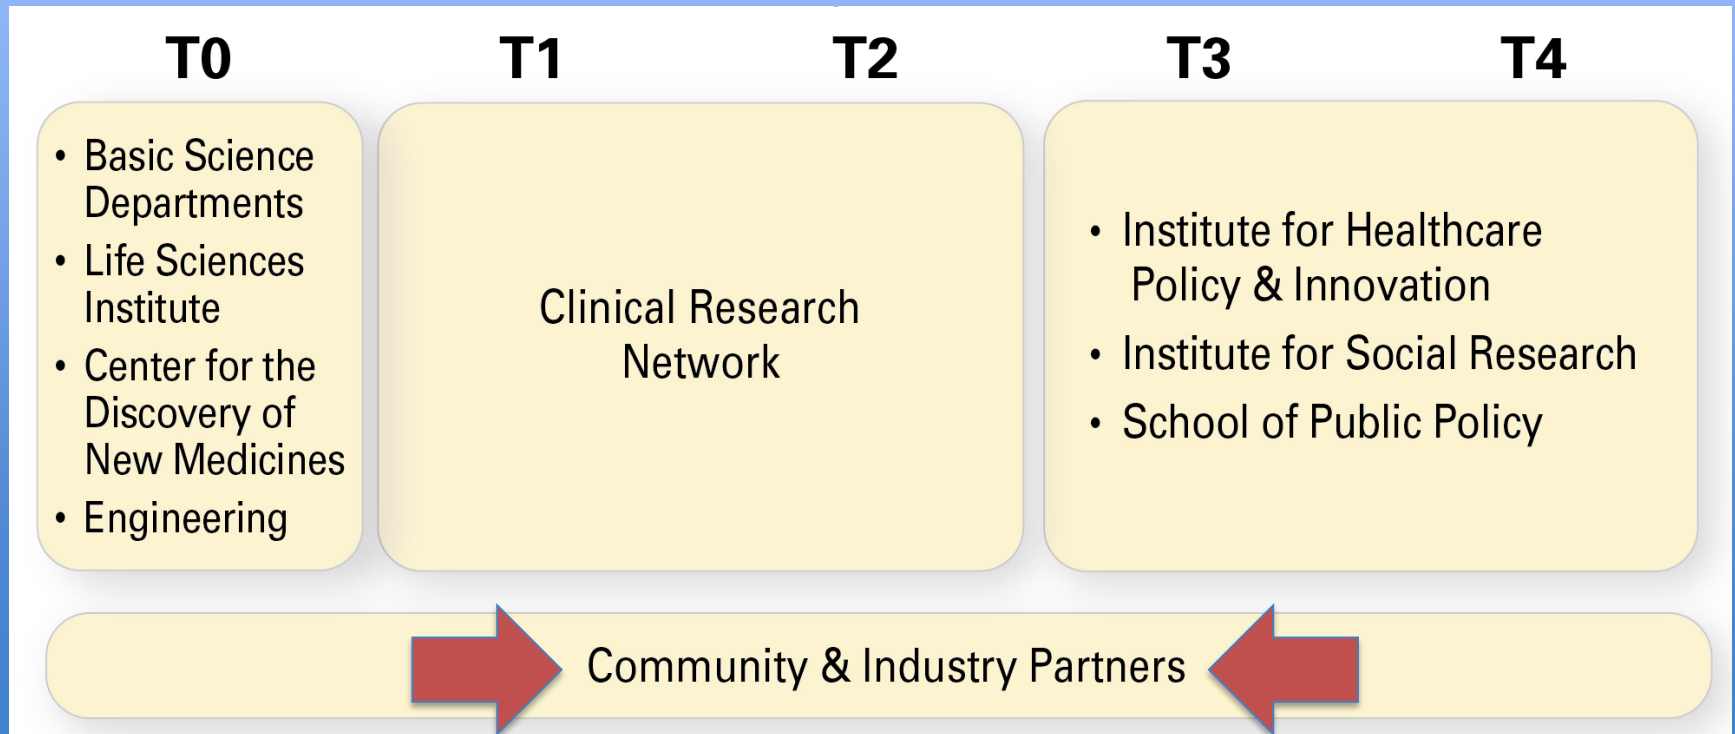 T0 T1 T2 T3 T4
• Basic Science
Departments
• Life Sciences
Institute
• Center for the
Discovery of
New Medicines
• Engineering
Clinical Research
Network
• Institute for Healthcare
Policy & Innovation
• Institute for Social Research
• School of Public Policy
Community & Industry Partners